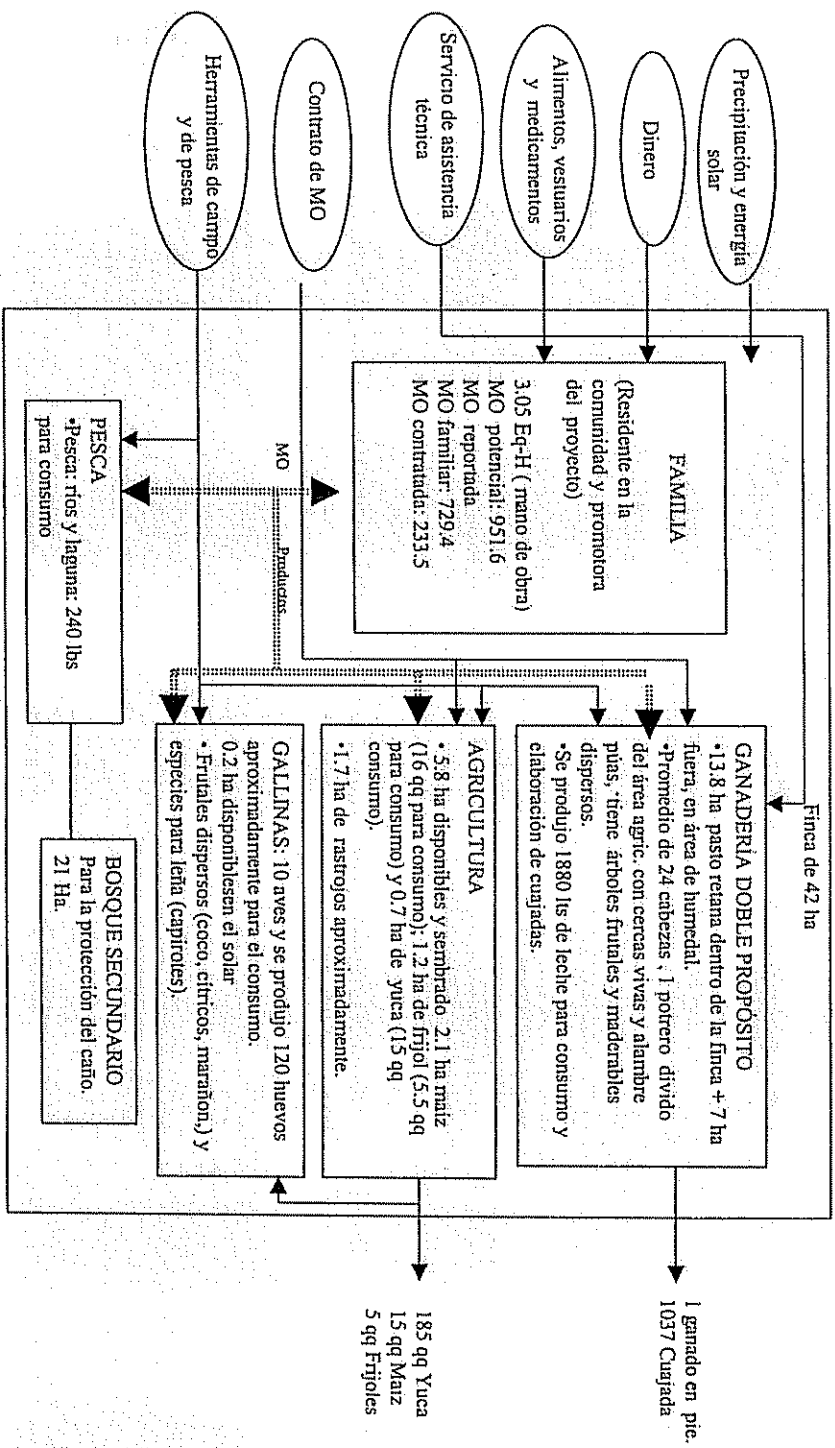 Finca de 42 ha
Precipitación y energía
solar
Dinero
Alimentos, vestuarios
y medicamentos
Servicio de asistencia
técnica
Contrato de MO
Herramientas de campo
y de pesca
FAMILIA
(Residente en la
comunidad y promotora
del proyecto)
3.05 Eq-H ( mano de obra)
MO potencial: 951.6
MO reportada
MO familiar: 729.4
MO contratada: 233.5
MO
Productos
PESCA
•Pesca: ríos y laguna: 240 lbs
para consumo
GANADERÍA DOBLE PROPÓSITO
•13.8 ha pasto retana dentro de la finca + 7 ha
fuera, en área de humedal.
•Promedio de 24 cabezas , 1 potrero divido
del área agric. con cercas vivas y alambre
púas, tiene árboles frutales y maderables
dispersos.
•Se produjo 1880 lts de leche para consumo y
elaboración de cuajadas.
AGRICULTURA
• 5.8 ha disponibles y sembrado 2.1 ha maíz
(16 qq para consumo); 1.2 ha de frijol (5.5 qq
para consumo) y 0.7 ha de yuca (15 qq
consumo).
•1.7 ha de rastrojos aproximadamente.
GALLINAS: 10 aves y se produjo 120 huevos
aproximadamente para el consumo.
0.2 ha disponiblesen el solar
• Frutales dispersos (coco, cítricos, marañon,) y
especies para leña (capiroles).
BOSQUE SECUNDARIO
Para la protección del caño.
21 Ha.
1 ganado en pie.
1037 Cuajada
185 qq Yuca
15 qq Maiz
5 qq Frijoles